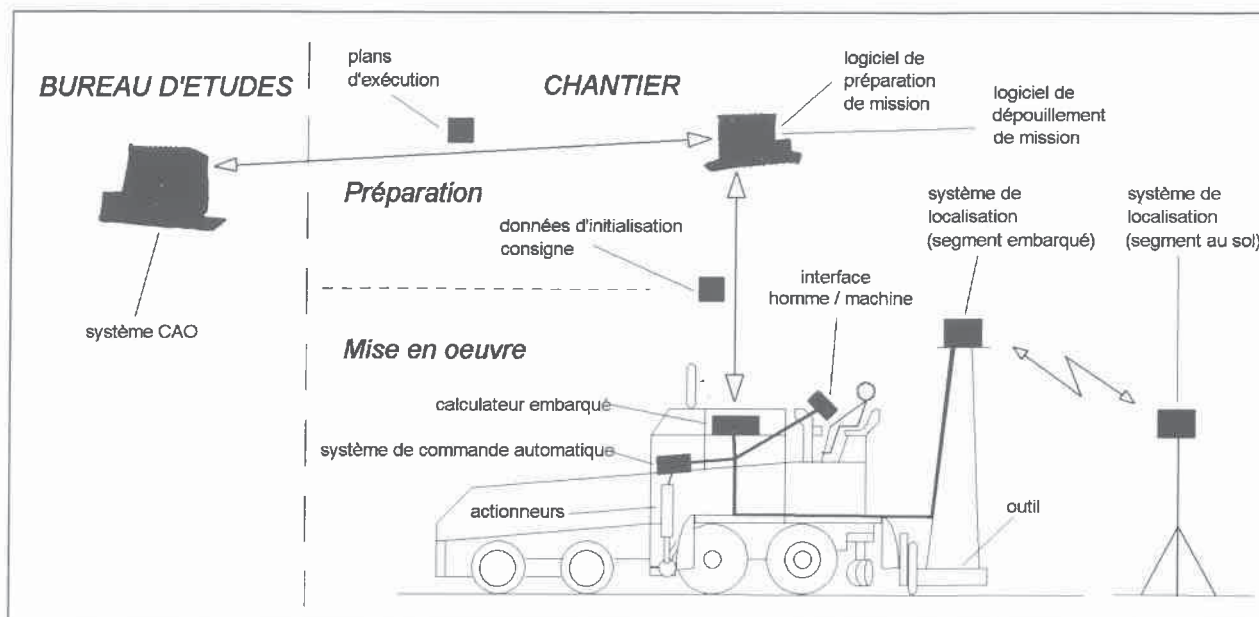 BUREAU D'ETUDES
système CAO
plans
d'exécution
CHANTIER
logiciel de
préparation
de mission
logiciel de
dépouillement
de mission
Préparation
données d'initialisation
consigne
interface
homme / machine
système de
localisation
(segment embarqué)
système de
localisation
(segment au sol)
Mise en oeuvre
calculateur embarqué
système de commande automatique
actionneurs
outil